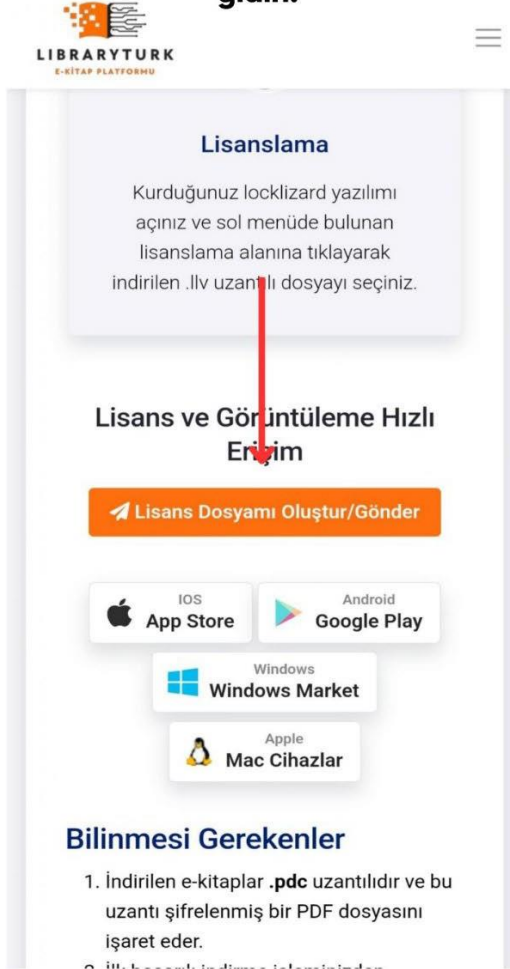 gidin.
LIBRARYTURK
E-KİTAP PLATFORMU
Lisanslama
Kurduğunuz locklizard yazılımı
açınız ve sol menüde bulunan
lisanslama alanına tıklayarak
indirilen .llv uzantılı dosyayı seçiniz.
Lisans ve Görüntüleme Hızlı
Erişim
Lisans Dosyamı Oluştur/Gönder
IOS
App Store
Android
Google Play
Windows
Windows Market
Apple
Mac Cihazlar
Bilinmesi Gerekenler
1. İndirilen e-kitaplar .pdc uzantılıdır ve bu
uzantı şifrelenmiş bir PDF dosyasını
işaret eder.